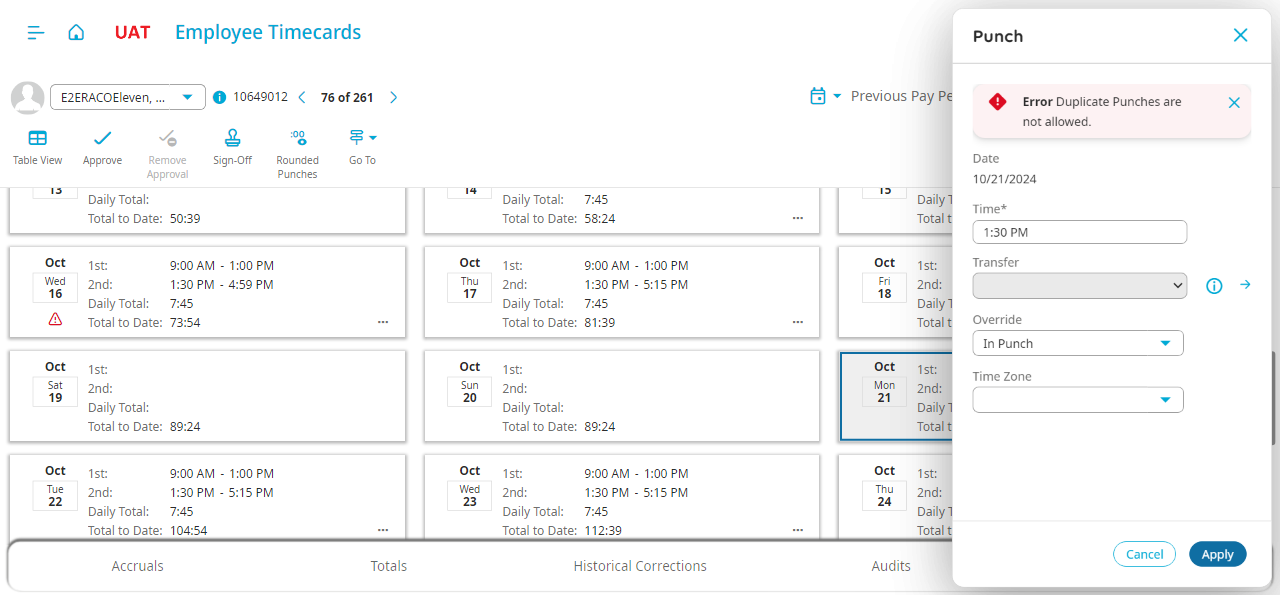 UAT Employee Timecards
E2ERACOEleven, ... 10649012 76 of 261 Previous Pay Pe
Table View Approve Remove Approval Sign-Off Rounded Punches Go To
13
Daily Total:
Total to Date: 50:39
14
Daily Total: 7:45
Total to Date: 58:24
15
Daily
Total t
Oct
Wed
16
1st: 9:00 AM - 1:00 PM
2nd: 1:30 PM - 4:59 PM
Daily Total: 7:45
Total to Date: 73:54
Oct
Thu
17
1st: 9:00 AM - 1:00 PM
2nd: 1:30 PM - 5:15 PM
Daily Total: 7:45
Total to Date: 81:39
Oct
Fri
18
1st:
2nd:
Daily T
Total t
Oct
Sat
19
1st:
2nd:
Daily Total:
Total to Date: 89:24
Oct
Sun
20
1st:
2nd:
Daily Total:
Total to Date: 89:24
Oct
Mon
21
1st:
2nd:
Daily T
Total t
Oct
Tue
22
1st: 9:00 AM - 1:00 PM
2nd: 1:30 PM - 5:15 PM
Daily Total: 7:45
Total to Date: 104:54
Oct
Wed
23
1st: 9:00 AM - 1:00 PM
2nd: 1:30 PM - 5:15 PM
Daily Total: 7:45
Total to Date: 112:39
Oct
Thu
24
1st:
2nd:
Daily T
Total t
Accruals Totals Historical Corrections Audits
Punch
Error Duplicate Punches are
not allowed.
Date
10/21/2024
Time*
1:30 PM
Transfer
Override
In Punch
Time Zone
Cancel Apply